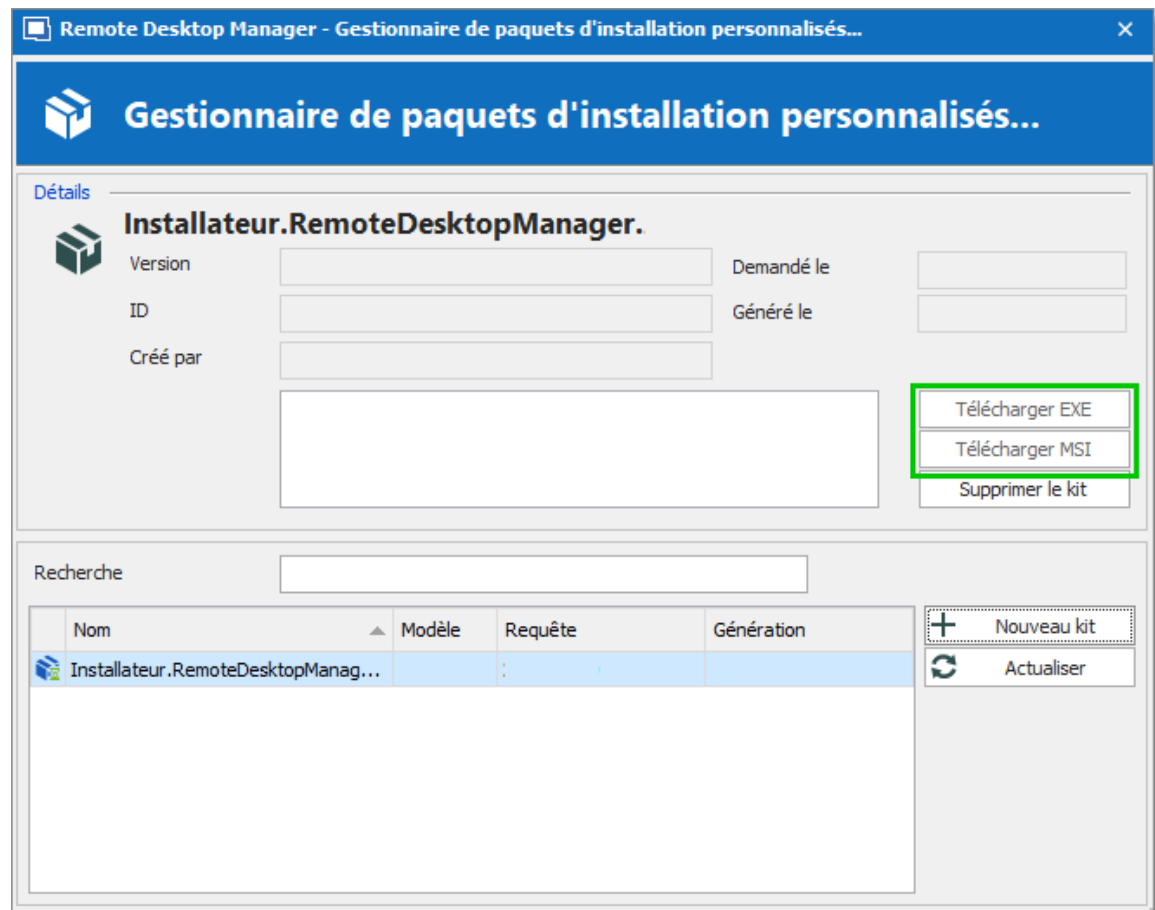 Remote Desktop Manager - Gestionnaire de paquets d'installation personnalisés...
Gestionnaire de paquets d'installation personnalisés...
Détails
Installateur.RemoteDesktopManager.
Version
Demandé le
ID
Généré le
Créé par
Télécharger EXE
Télécharger MSI
Supprimer le kit
Recherche
Nom Modèle Requête Génération
Nouveau kit
Installateur.RemoteDesktopManag...
Actualiser